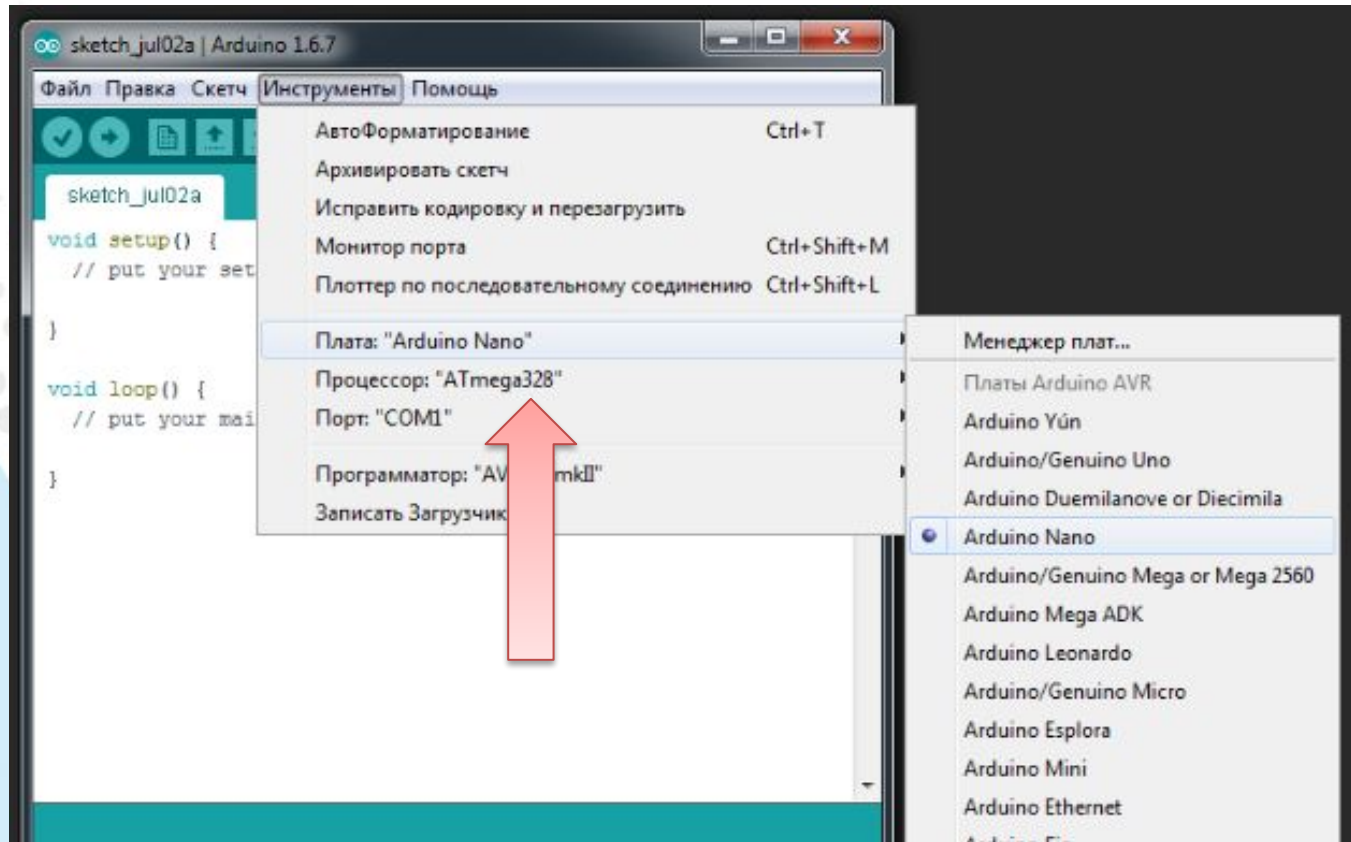 sketch_jul02a | Arduino 1.6.7
Файл Правка Скетч Инструменты Помощь
sketch_jul02a
void setup() {
// put your set
}
void loop() {
// put your mai
}
АвтоФорматирование Ctrl+T
Архивировать скетч
Исправить кодировку и перезагрузить
Монитор порта Ctrl+Shift+M
Плоттер по последовательному соединению Ctrl+Shift+L
Плата: "Arduino Nano"
Процессор: "ATmega328"
Порт: "COM1"
Программатор: "AV mkII"
Записать Загрузчик
Менеджер плат...
Платы Arduino AVR
Arduino Yún
Arduino/Genuino Uno
Arduino Duemilanove or Diecimila
Arduino Nano
Arduino/Genuino Mega or Mega 2560
Arduino Mega ADK
Arduino Leonardo
Arduino/Genuino Micro
Arduino Esplora
Arduino Mini
Arduino Ethernet